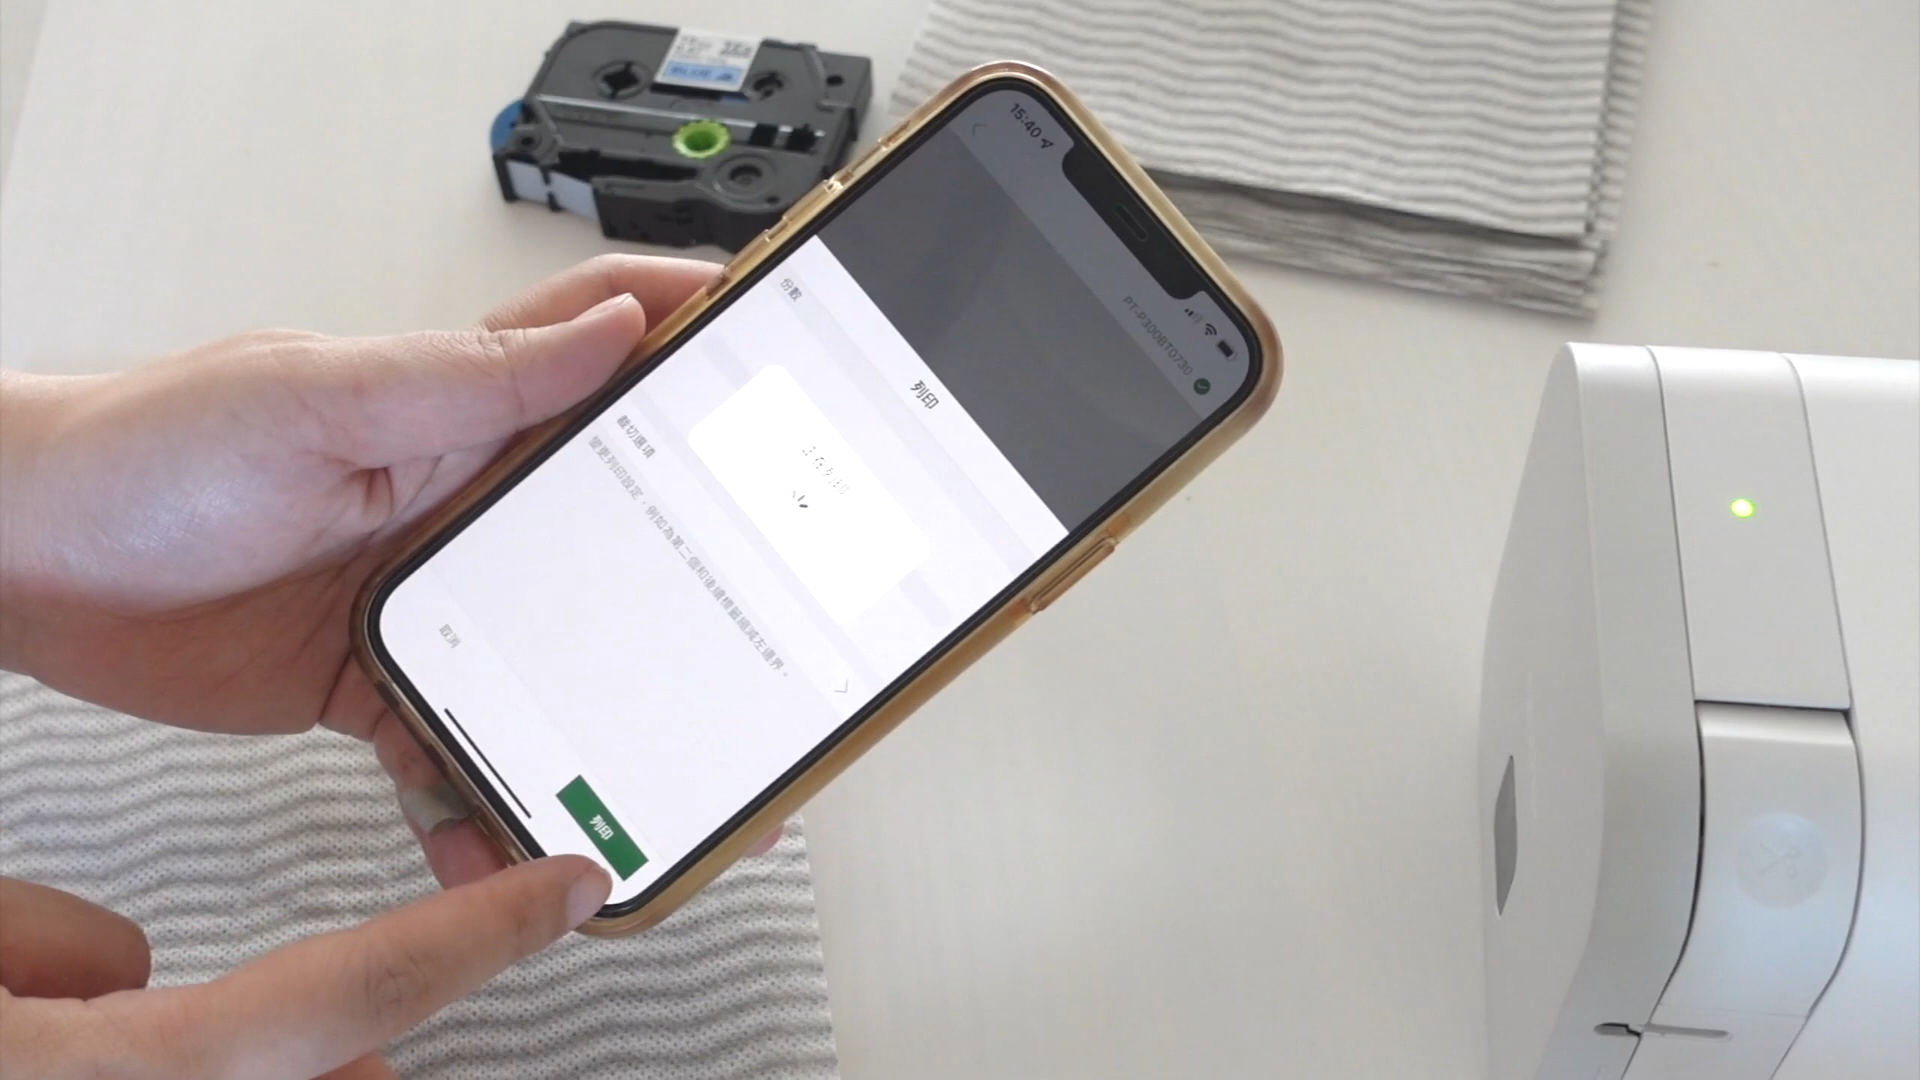 15:40
PT-P300BT0730
列印
份數
正在列印
裁切選項
變更列印設定，例如為第二個和後續標籤縮減左邊界。
取消
列印